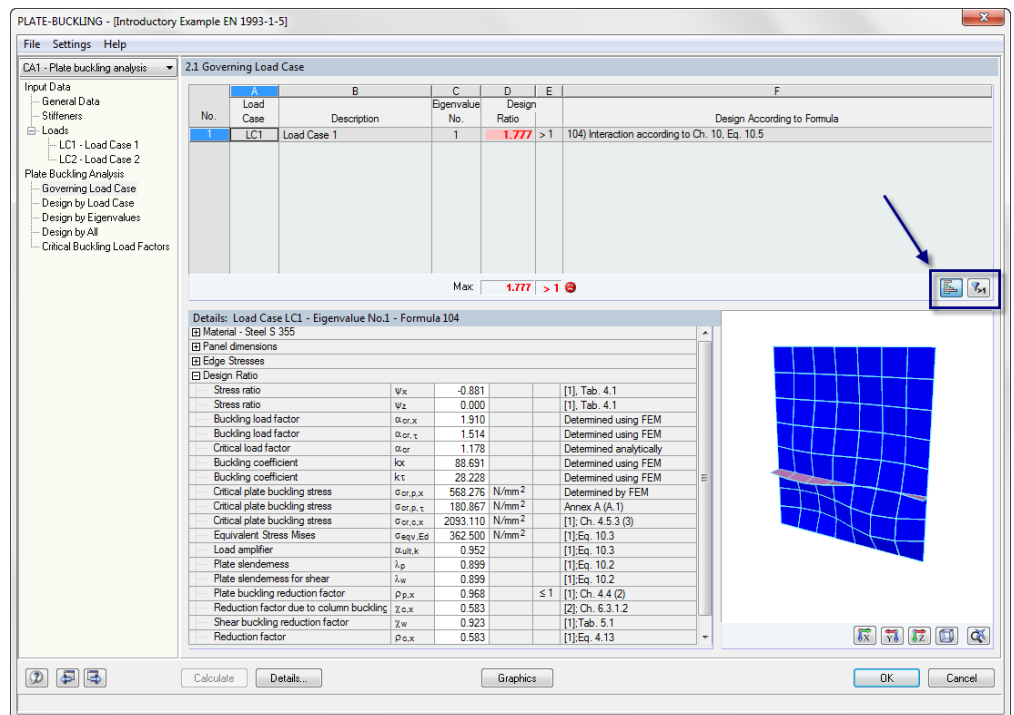 PLATE-BUCKLING - [Introductory Example EN 1993-1-5]
File Settings Help
CA1 - Plate buckling analysis
2.1 Governing Load Case
Input Data
General Data
Stiffeners
Loads
LC1 - Load Case 1
LC2 - Load Case 2
Plate Buckling Analysis
Governing Load Case
Design by Load Case
Design by Eigenvalues
Design by All
Critical Buckling Load Factors
A B C D E F
Load Eigenvalue Design
No. Case Description No. Ratio Design According to Formula
1 LC1 Load Case 1 1 1.777 > 1 104) Interaction according to Ch. 10, Eq. 10.5
Max: 1.777 > 1
>1
Details: Load Case LC1 - Eigenvalue No.1 - Formula 104
Material - Steel S 355
Panel dimensions
Edge Stresses
Design Ratio
Stress ratio ψx -0.881 [1], Tab. 4.1
Stress ratio ψz 0.000 [1], Tab. 4.1
Buckling load factor αcr,x 1.910 Determined using FEM
Buckling load factor αcr,τ 1.514 Determined using FEM
Critical load factor αcr 1.178 Determined analytically
Buckling coefficient kx 88.691 Determined using FEM
Buckling coefficient kτ 28.228 Determined using FEM
Critical plate buckling stress σcr,p,x 568.276 N/mm2 Determined by FEM
Critical plate buckling stress σcr,p,τ 180.867 N/mm2 Annex A (A.1)
Critical plate buckling stress σcr,c,x 2093.110 N/mm2 [1]; Ch. 4.5.3 (3)
Equivalent Stress Mises σeqv,Ed 362.500 N/mm2 [1];Eq. 10.3
Load amplifier αult,k 0.952 [1];Eq. 10.3
Plate slenderness λp 0.899 [1];Eq. 10.2
Plate slenderness for shear λw 0.899 [1];Eq. 10.2
Plate buckling reduction factor ρp,x 0.968 ≤ 1 [1]; Ch. 4.4 (2)
Reduction factor due to column buckling χc,x 0.583 [2]; Ch. 6.3.1.2
Shear buckling reduction factor χw 0.923 [1];Tab. 5.1
Reduction factor ρc,x 0.583 [1];Eq. 4.13
X Y Z
Calculate Details... Graphics OK Cancel